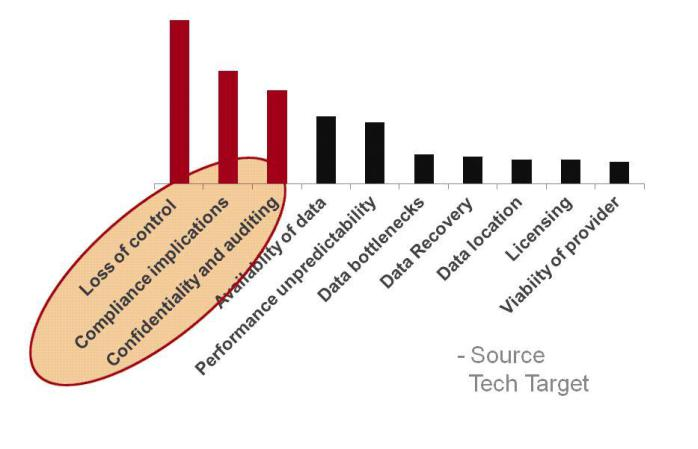 Loss of control
Compliance implications
Confidentiality and auditing
Availability of data
Performance unpredictability
Data bottlenecks
Data Recovery
Data location
Licensing
Viabiity of provider
- Source
Tech Target